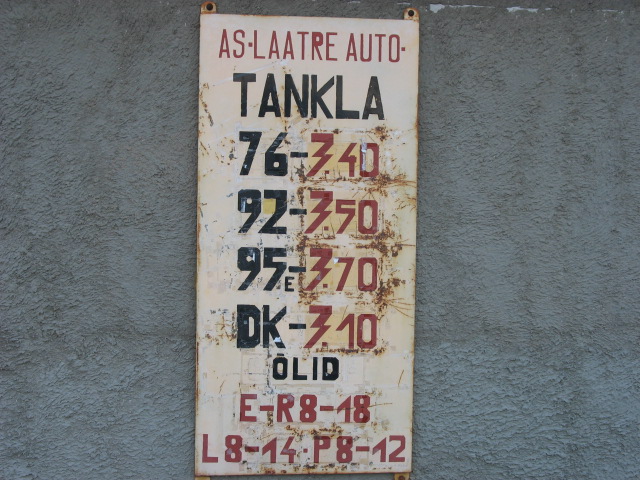 AS·LAATRE AUTO·
TANKLA
76-3.40
92-3.50
95E-3.70
DK-3.10
ÕLID
E-R8-18
L8-14·P8-12